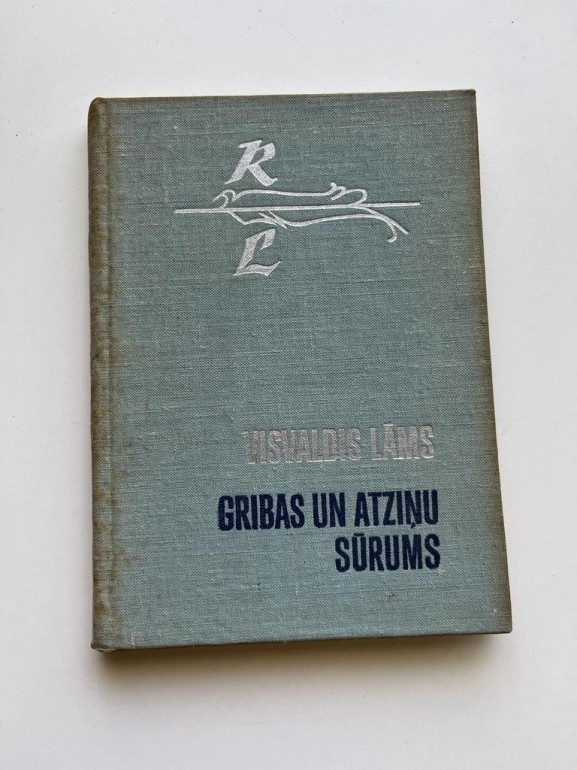 R
L
VISVALDIS LĀMS
GRIBAS UN ATZIŅU
SŪRUMS